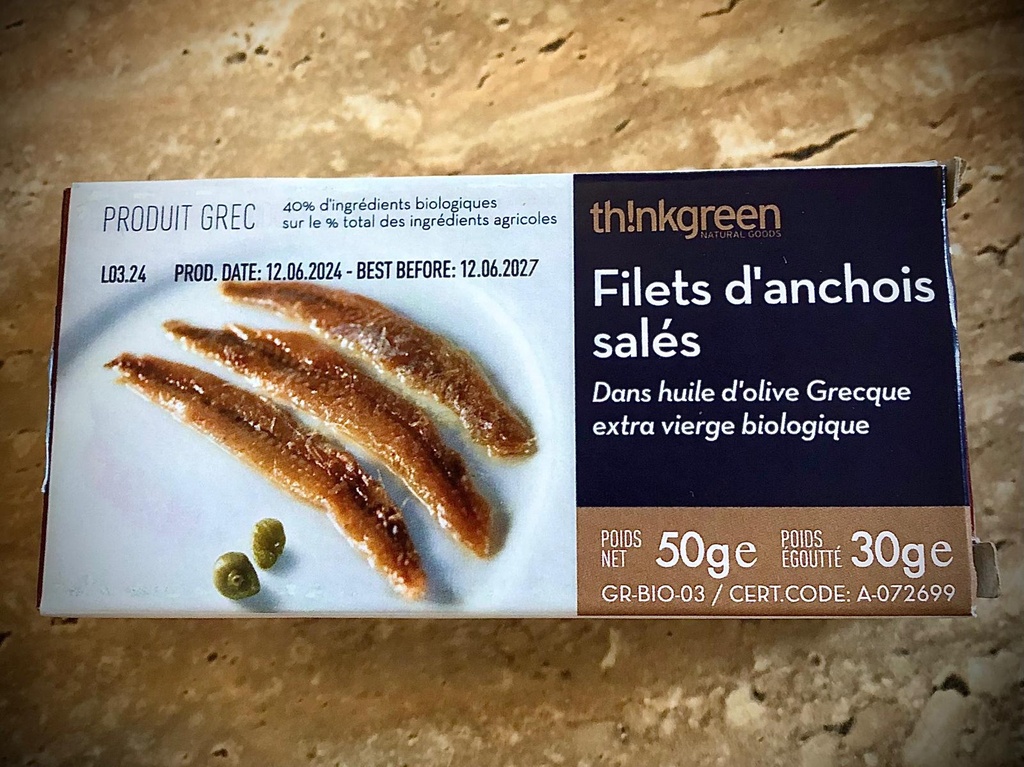 PRODUIT GREC
40% d'ingrédients biologiques
sur le % total des ingrédients agricoles
L03.24 PROD. DATE: 12.06.2024 - BEST BEFORE: 12.06.2027
th!nkgreen
NATURAL GOODS
Filets d'anchois
salés
Dans huile d'olive Grecque
extra vierge biologique
POIDS
NET
50g e
POIDS
ÉGOUTTÉ
30g e
GR-BIO-03 / CERT.CODE: A-072699